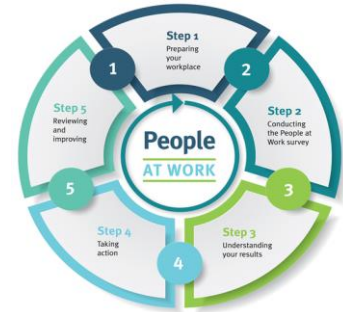 Step 1
Preparing
your
workplace
1
2
Step 5
Reviewing
and
improving
Step 2
Conducting
the People at
Work survey
People
AT WORK
5
3
Step 4
Taking
action
Step 3
Understanding
your results
4